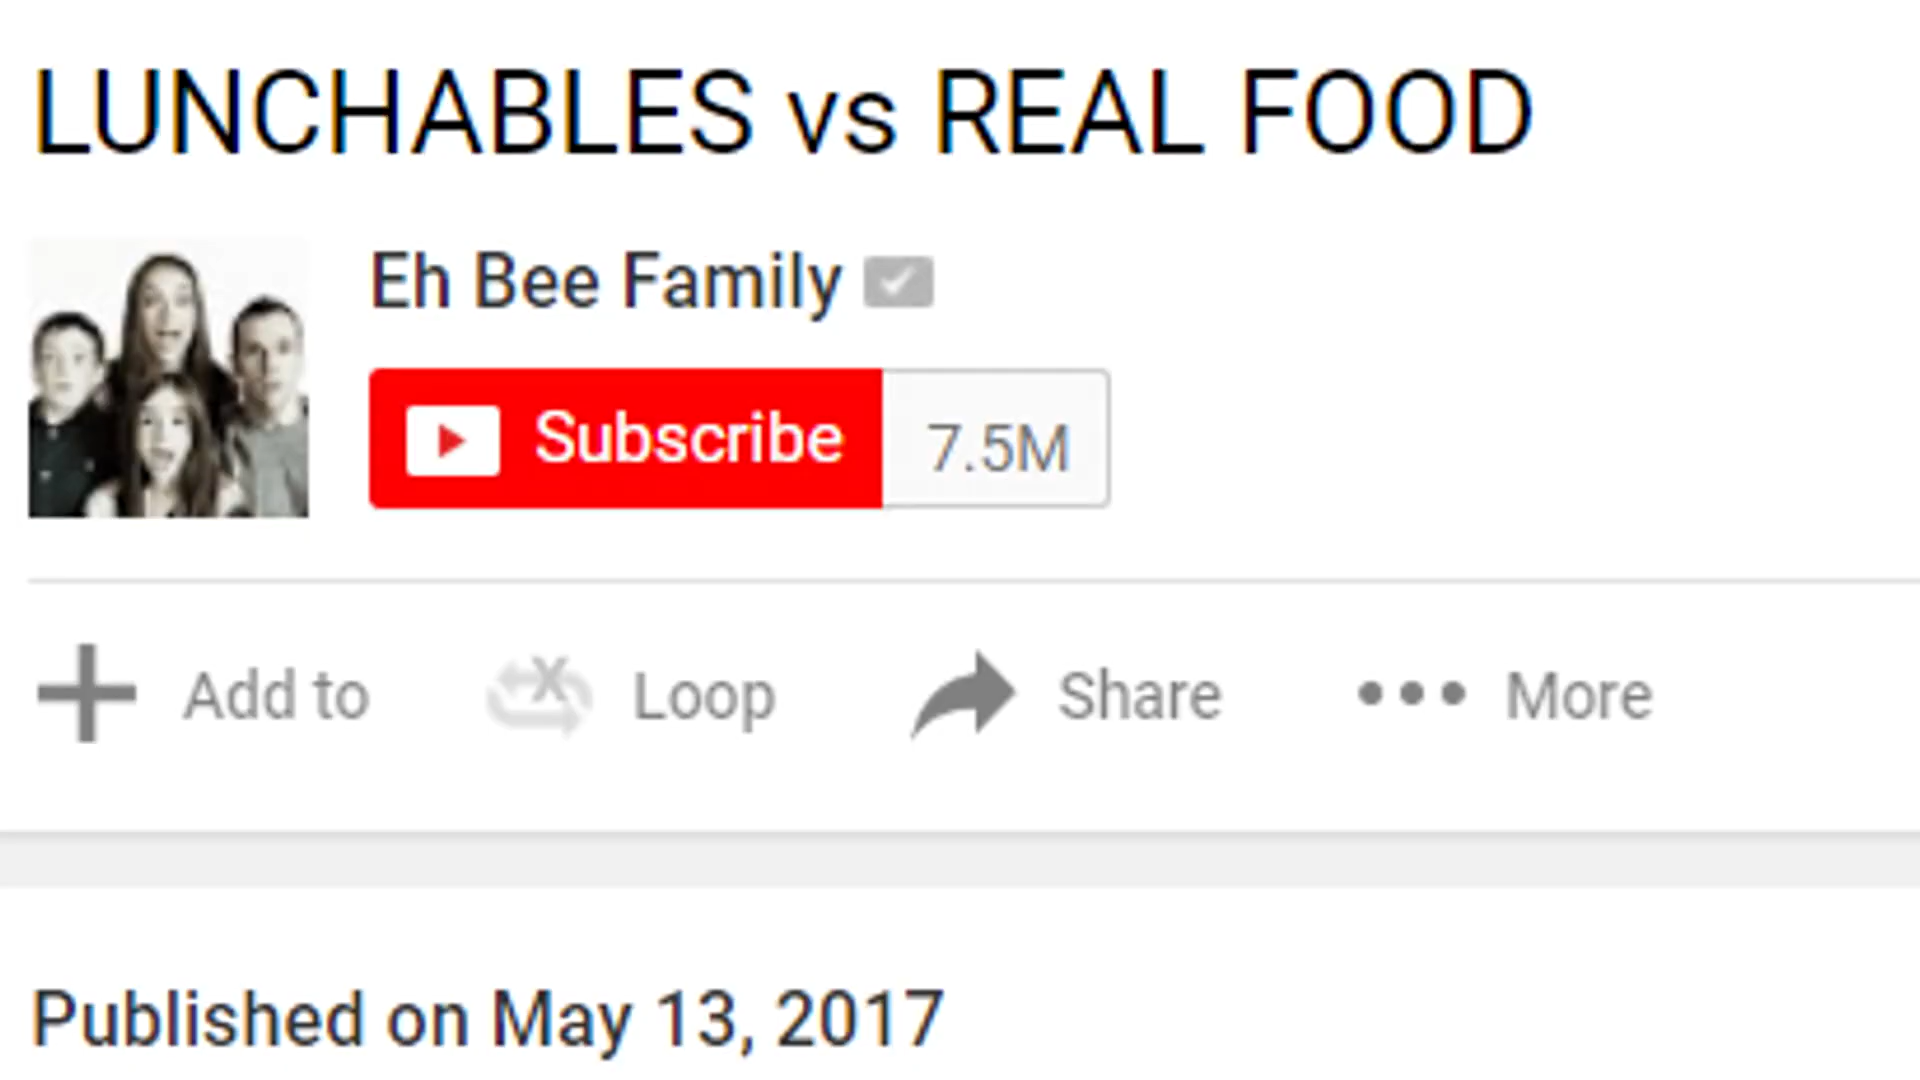 LUNCHABLES vs REAL FOOD
Eh Bee Family
Subscribe 7.5M
Add to Loop Share More
Published on May 13, 2017